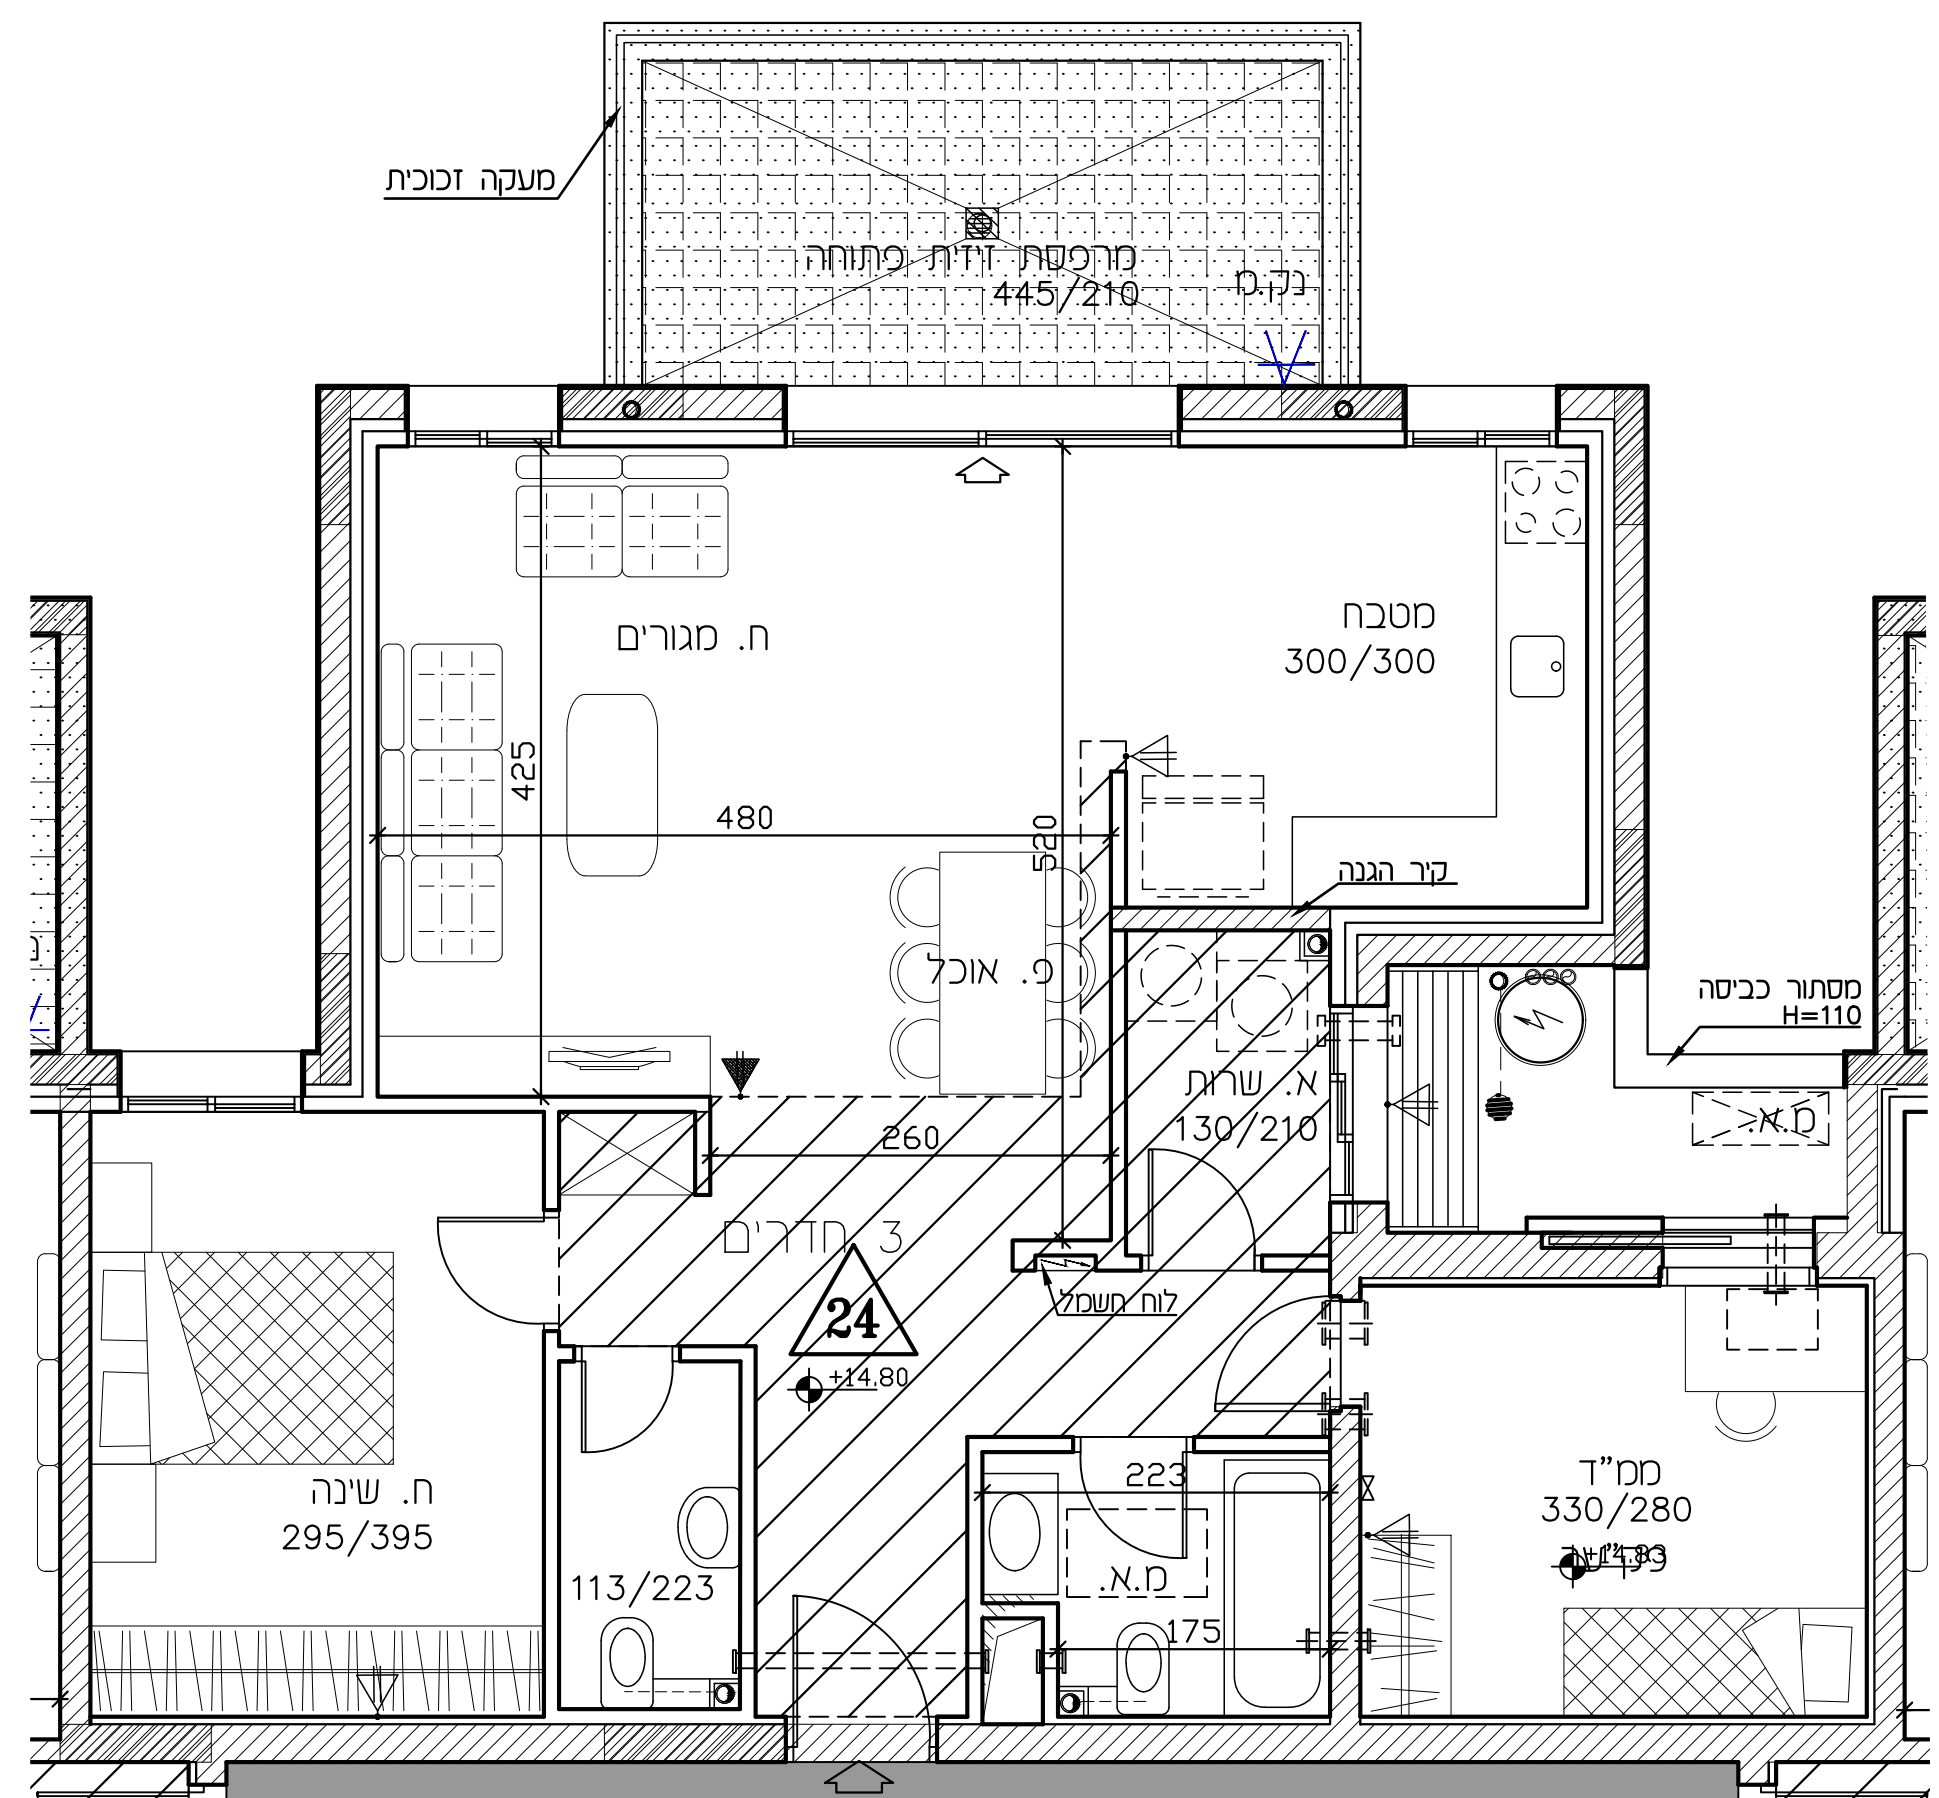 מעקה זכוכית
מרפסת זיזית פתוחה
445/210
נק.מ
ח. מגורים
מטבח
300/300
425
480
520
קיר הגנה
פ. אוכל
מסתור כביסה
H=110
א. שרות
130/210
מ.א.
260
3 חדרים
24
לוח חשמל
+14.80
223
ח. שינה
295/395
ממ"ד
330/280
+14.83
113/223
מ.א.
175